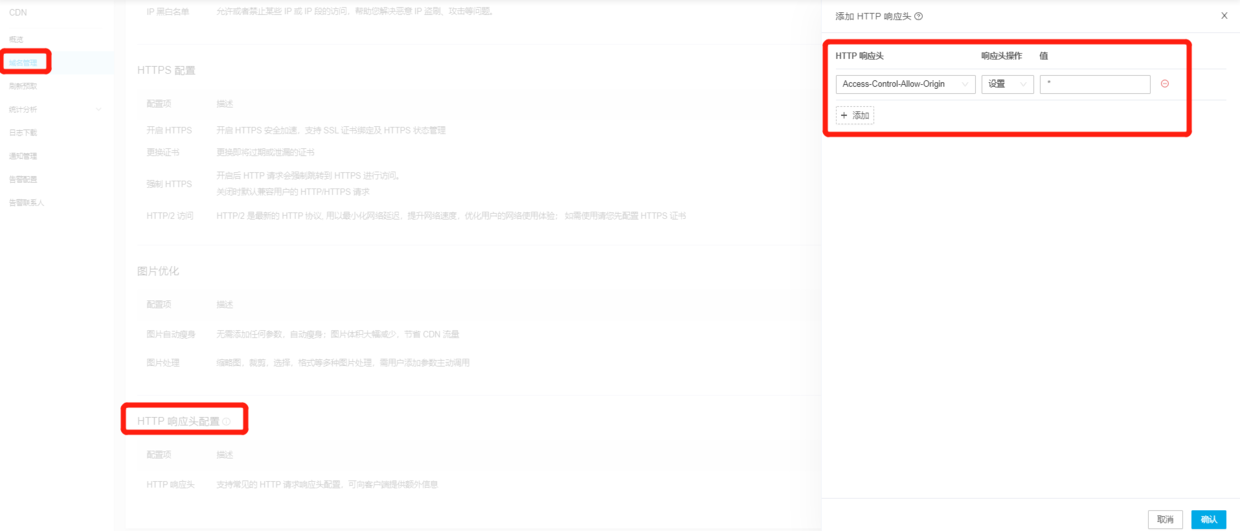 CDN
概览
域名管理
刷新预取
统计分析
日志下载
通知管理
告警配置
告警联系人
IP 黑白名单 允许或者禁止某些 IP 或 IP 段的访问，帮助您解决恶意 IP 盗刷、攻击等问题。
HTTPS 配置
配置项 描述
开启 HTTPS 开启 HTTPS 安全加速，支持 SSL 证书绑定及 HTTPS 状态管理
更换证书 更换即将过期或泄漏的证书
强制 HTTPS 开启后 HTTP 请求会强制跳转到 HTTPS 进行访问。
关闭时默认兼容用户的 HTTP/HTTPS 请求
HTTP/2 访问 HTTP/2 是最新的 HTTP 协议, 用以最小化网络延迟、提升网络速度、优化用户的网络使用体验； 如需使用请您先配置 HTTPS 证书
图片优化
配置项 描述
图片自动瘦身 无需添加任何参数，自动瘦身；图片体积大幅减少，节省 CDN 流量
图片处理 缩略图、裁剪、选择、格式等多种图片处理，需用户添加参数主动调用
HTTP 响应头配置
配置项 描述
HTTP 响应头 支持常见的 HTTP 请求响应头配置，可向客户端提供额外信息
添加 HTTP 响应头
HTTP 响应头 响应头操作 值
Access-Control-Allow-Origin 设置 *
+ 添加
取消 确认